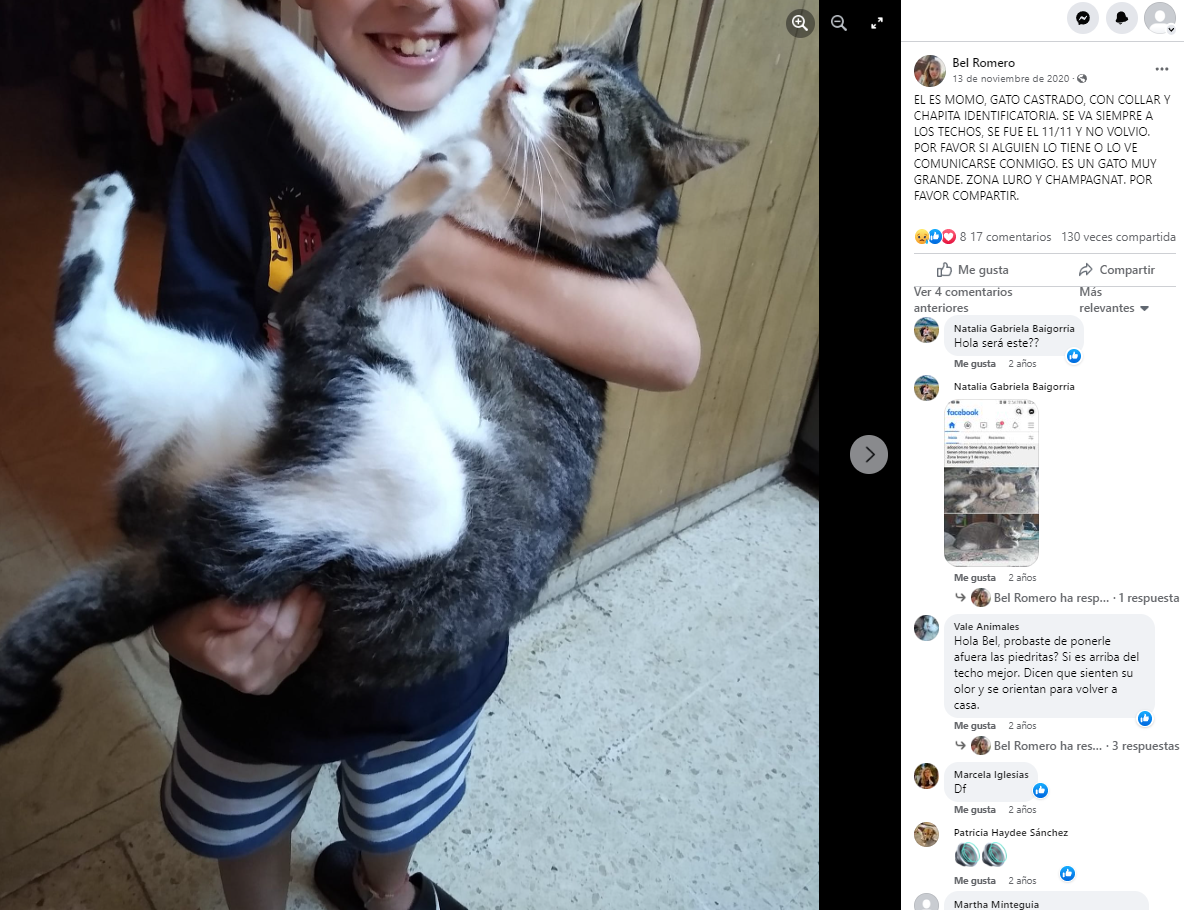 Bel Romero
13 de noviembre de 2020 ·
EL ES MOMO, GATO CASTRADO, CON COLLAR Y
CHAPITA IDENTIFICATORIA. SE VA SIEMPRE A
LOS TECHOS, SE FUE EL 11/11 Y NO VOLVIO.
POR FAVOR SI ALGUIEN LO TIENE O LO VE
COMUNICARSE CONMIGO. ES UN GATO MUY
GRANDE. ZONA LURO Y CHAMPAGNAT. POR
FAVOR COMPARTIR.
8 17 comentarios 130 veces compartida
Me gusta Compartir
Ver 4 comentarios
anteriores
Más
relevantes
Natalia Gabriela Baigorria
Hola será este??
Me gusta 2 años
Natalia Gabriela Baigorria
facebook
Me gusta 2 años
Bel Romero ha resp... · 1 respuesta
Vale Animales
Hola Bel, probaste de ponerle
afuera las piedritas? Si es arriba del
techo mejor. Dicen que sienten su
olor y se orientan para volver a
casa.
Me gusta 2 años
Bel Romero ha res... · 3 respuestas
Marcela Iglesias
Df
Me gusta 2 años
Patricia Haydee Sánchez
Me gusta 2 años
Martha Minteguia